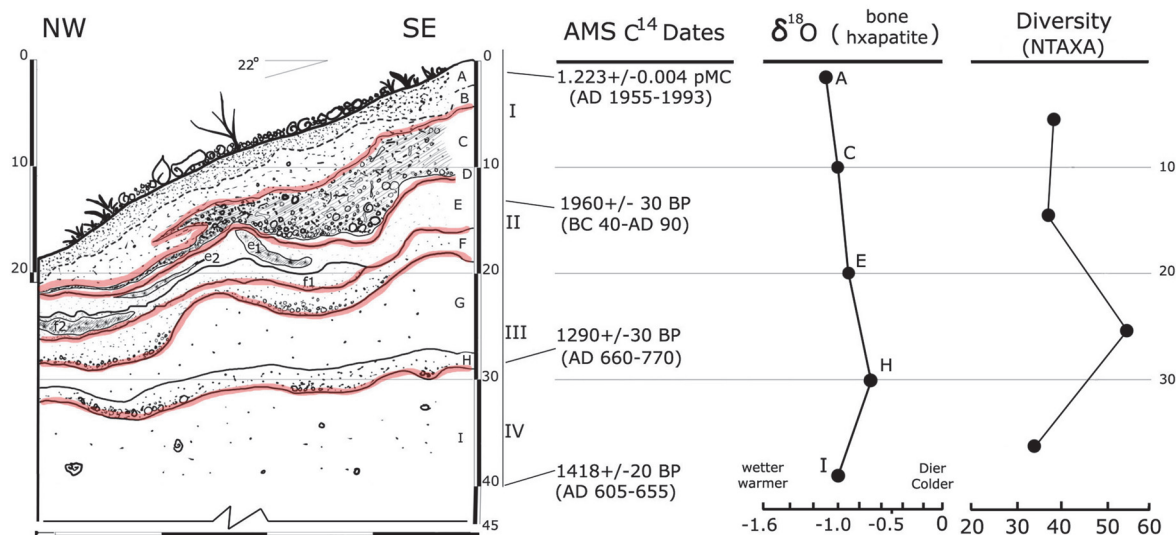 NW
SE
AMS C¹⁴ Dates
δ¹⁸O ( bone hxapatite )
Diversity
(NTAXA)
0
10
20
22°
A
B
C
D
E
F
G
H
I
e1
e2
f1
f2
0
10
20
30
40
45
I
II
III
IV
1.223+/-0.004 pMC
(AD 1955-1993)
1960+/- 30 BP
(BC 40-AD 90)
1290+/-30 BP
(AD 660-770)
1418+/-20 BP
(AD 605-655)
A
C
E
H
I
wetter
warmer
Dier
Colder
-1.6 -1.0 -0.5 0
10
20
30
20 30 40 50 60